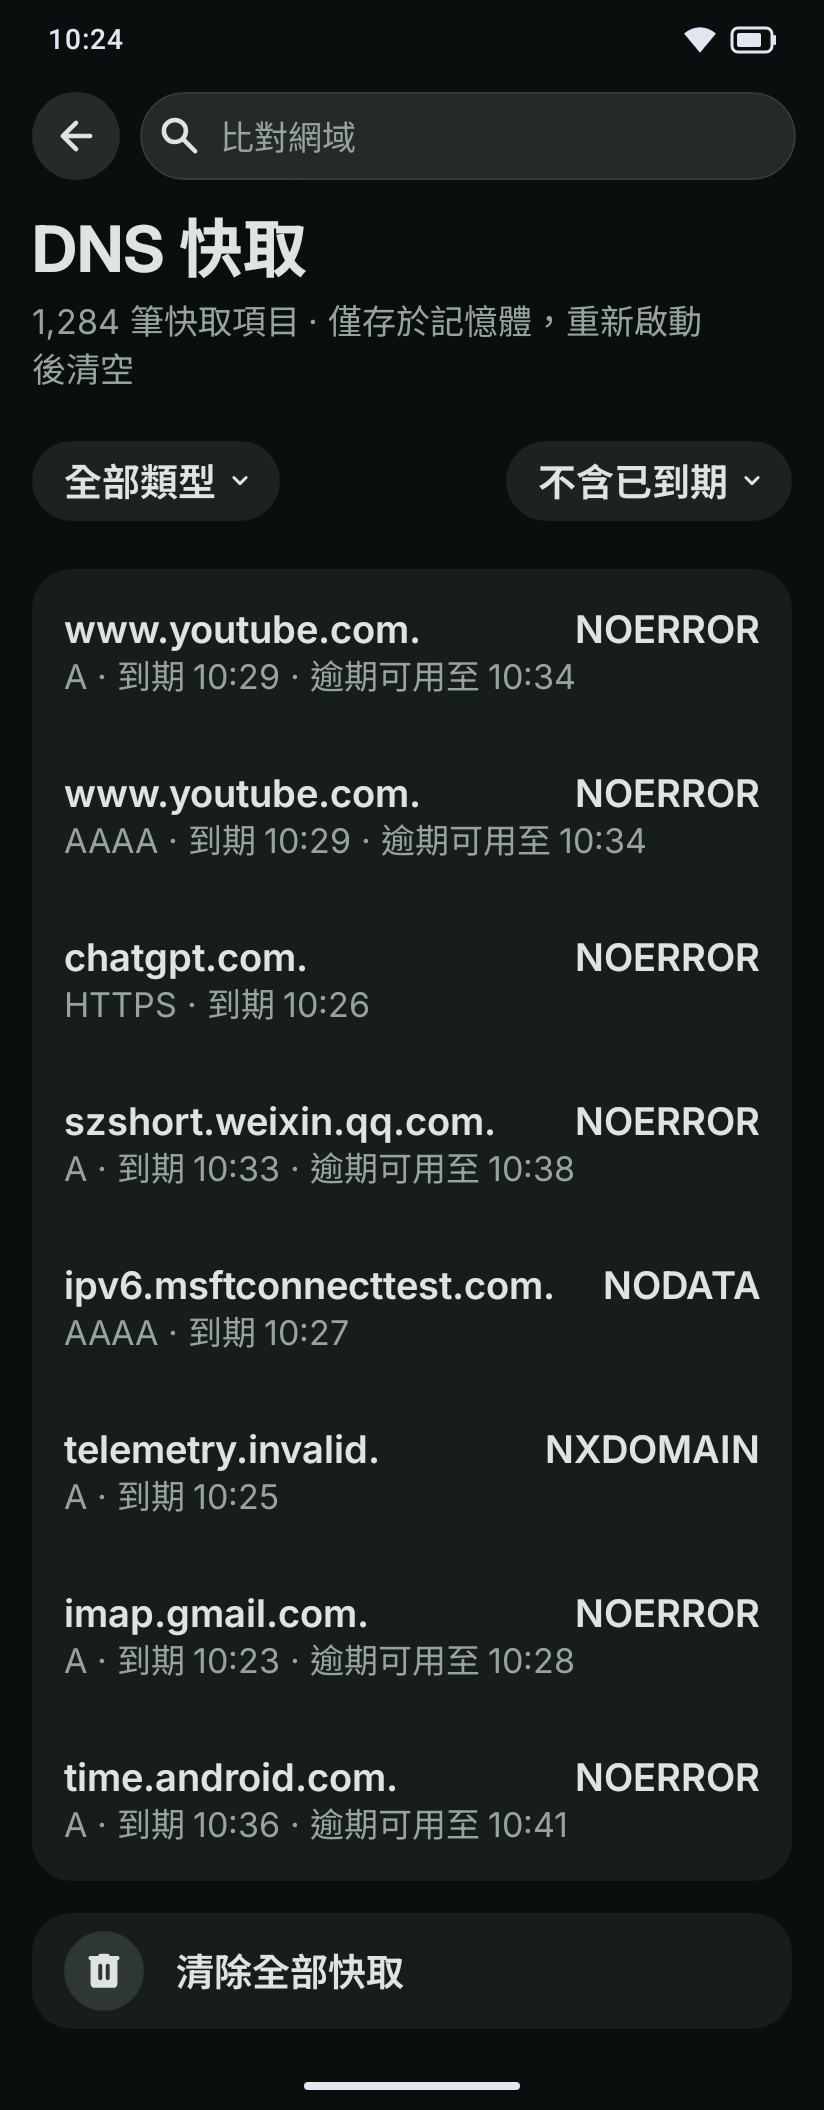 10:24
比對網域
DNS 快取
1,284 筆快取項目 · 僅存於記憶體，重新啟動
後清空
全部類型 不含已到期
www.youtube.com. NOERROR
A · 到期 10:29 · 逾期可用至 10:34
www.youtube.com. NOERROR
AAAA · 到期 10:29 · 逾期可用至 10:34
chatgpt.com. NOERROR
HTTPS · 到期 10:26
szshort.weixin.qq.com. NOERROR
A · 到期 10:33 · 逾期可用至 10:38
ipv6.msftconnecttest.com. NODATA
AAAA · 到期 10:27
telemetry.invalid. NXDOMAIN
A · 到期 10:25
imap.gmail.com. NOERROR
A · 到期 10:23 · 逾期可用至 10:28
time.android.com. NOERROR
A · 到期 10:36 · 逾期可用至 10:41
清除全部快取